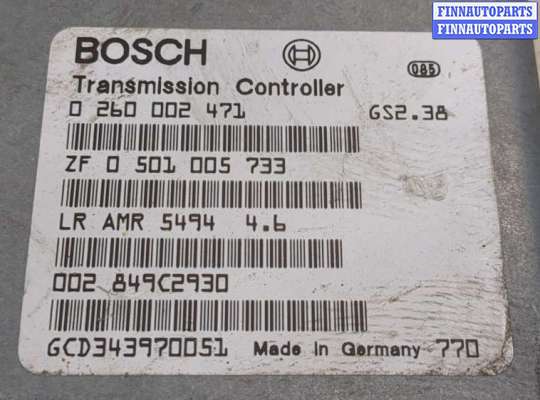 FINNAUTOPARTS
FINNAUTOPARTS
BOSCH
085
Transmission Controller
0 260 002 471 GS2.38
ZF 0 501 005 733
LR AMR 5494 4.6
002 849C2930
GCD343970051 Made in Germany 770